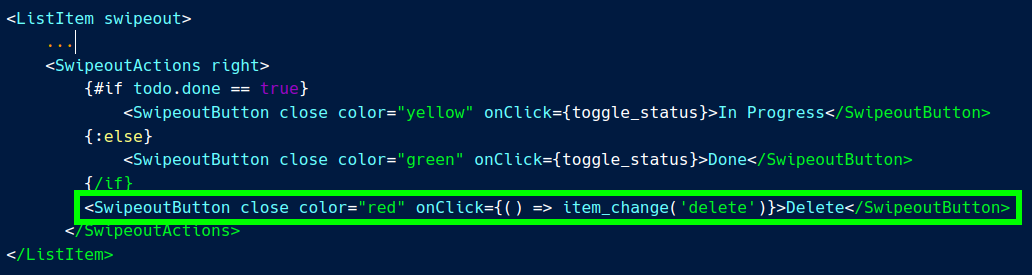 <ListItem swipeout>
    ...
    <SwipeoutActions right>
        {#if todo.done == true}
            <SwipeoutButton close color="yellow" onClick={toggle_status}>In Progress</SwipeoutButton>
        {:else}
            <SwipeoutButton close color="green" onClick={toggle_status}>Done</SwipeoutButton>
        {/if}
        <SwipeoutButton close color="red" onClick={() => item_change('delete')}>Delete</SwipeoutButton>
    </SwipeoutActions>
</ListItem>